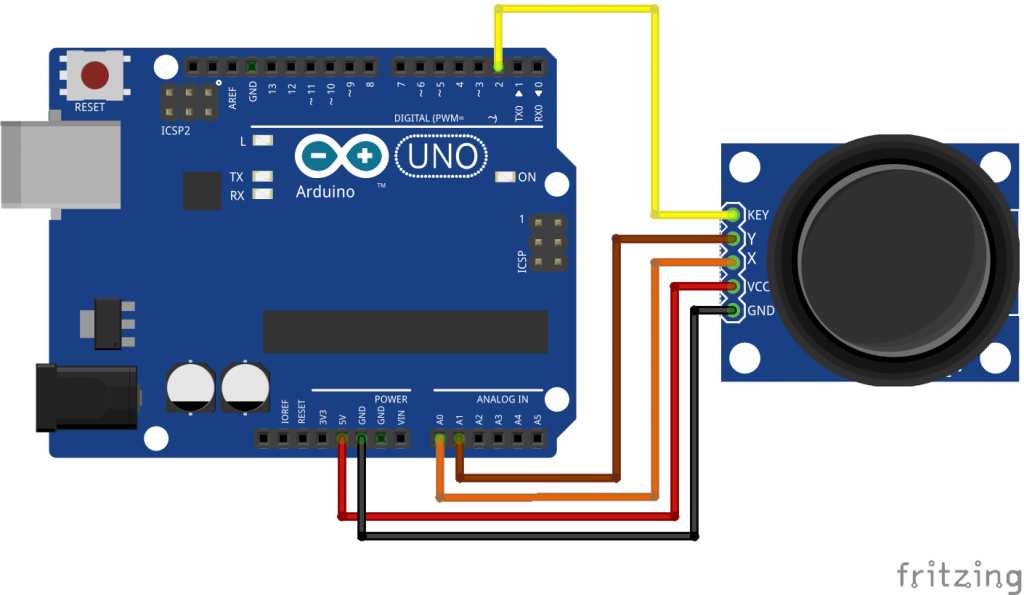 RESET
ICSP2
AREF
GND
13
12
~11
~10
~9
8
7
~6
~5
4
~3
2
TX0 ▶ 1
RX0 ◀ 0
DIGITAL (PWM= ~)
L
TX
RX
Arduino
TM
UNO
ON
1
ICSP
IOREF
RESET
3V3
5V
GND
GND
VIN
POWER
ANALOG IN
A0
A1
A2
A3
A4
A5
KEY
Y
X
VCC
GND
fritzing